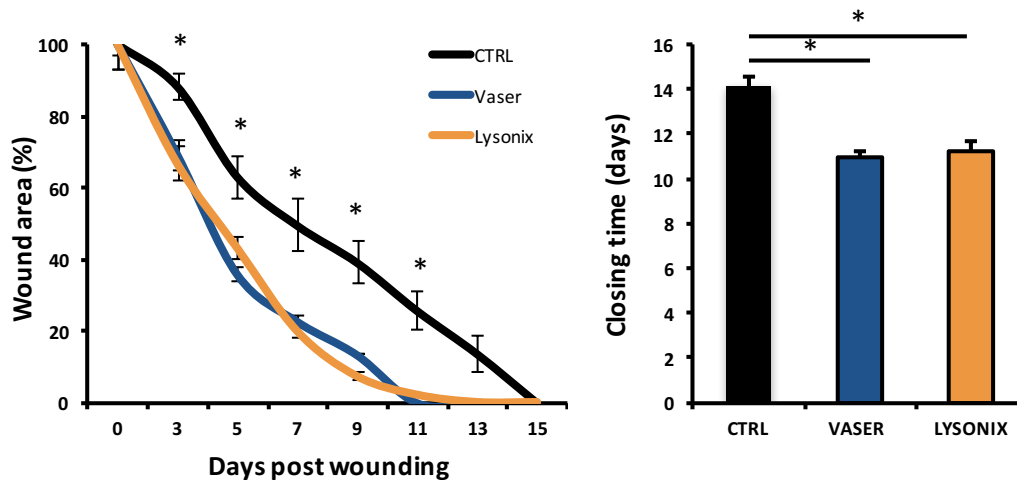 100
80
60
40
20
0
Wound area (%)
* * * * * *
CTRL
Vaser
Lysonix
0 3 5 7 9 11 13 15
Days post wounding
16
14
12
10
8
6
4
2
0
Closing time (days)
*
*
CTRL VASER LYSONIX